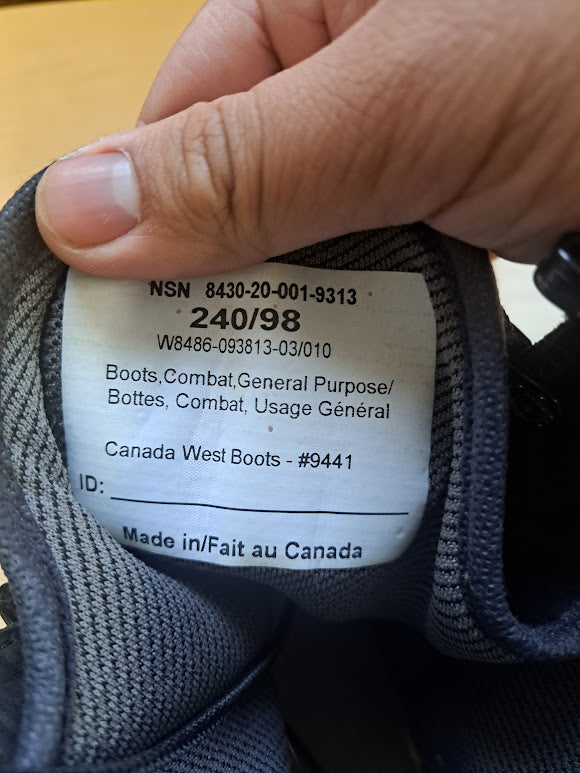 NSN 8430-20-001-9313
240/98
W8486-093813-03/010
Boots,Combat,General Purpose/
Bottes, Combat, Usage Général
Canada West Boots - #9441
ID:
Made in/Fait au Canada